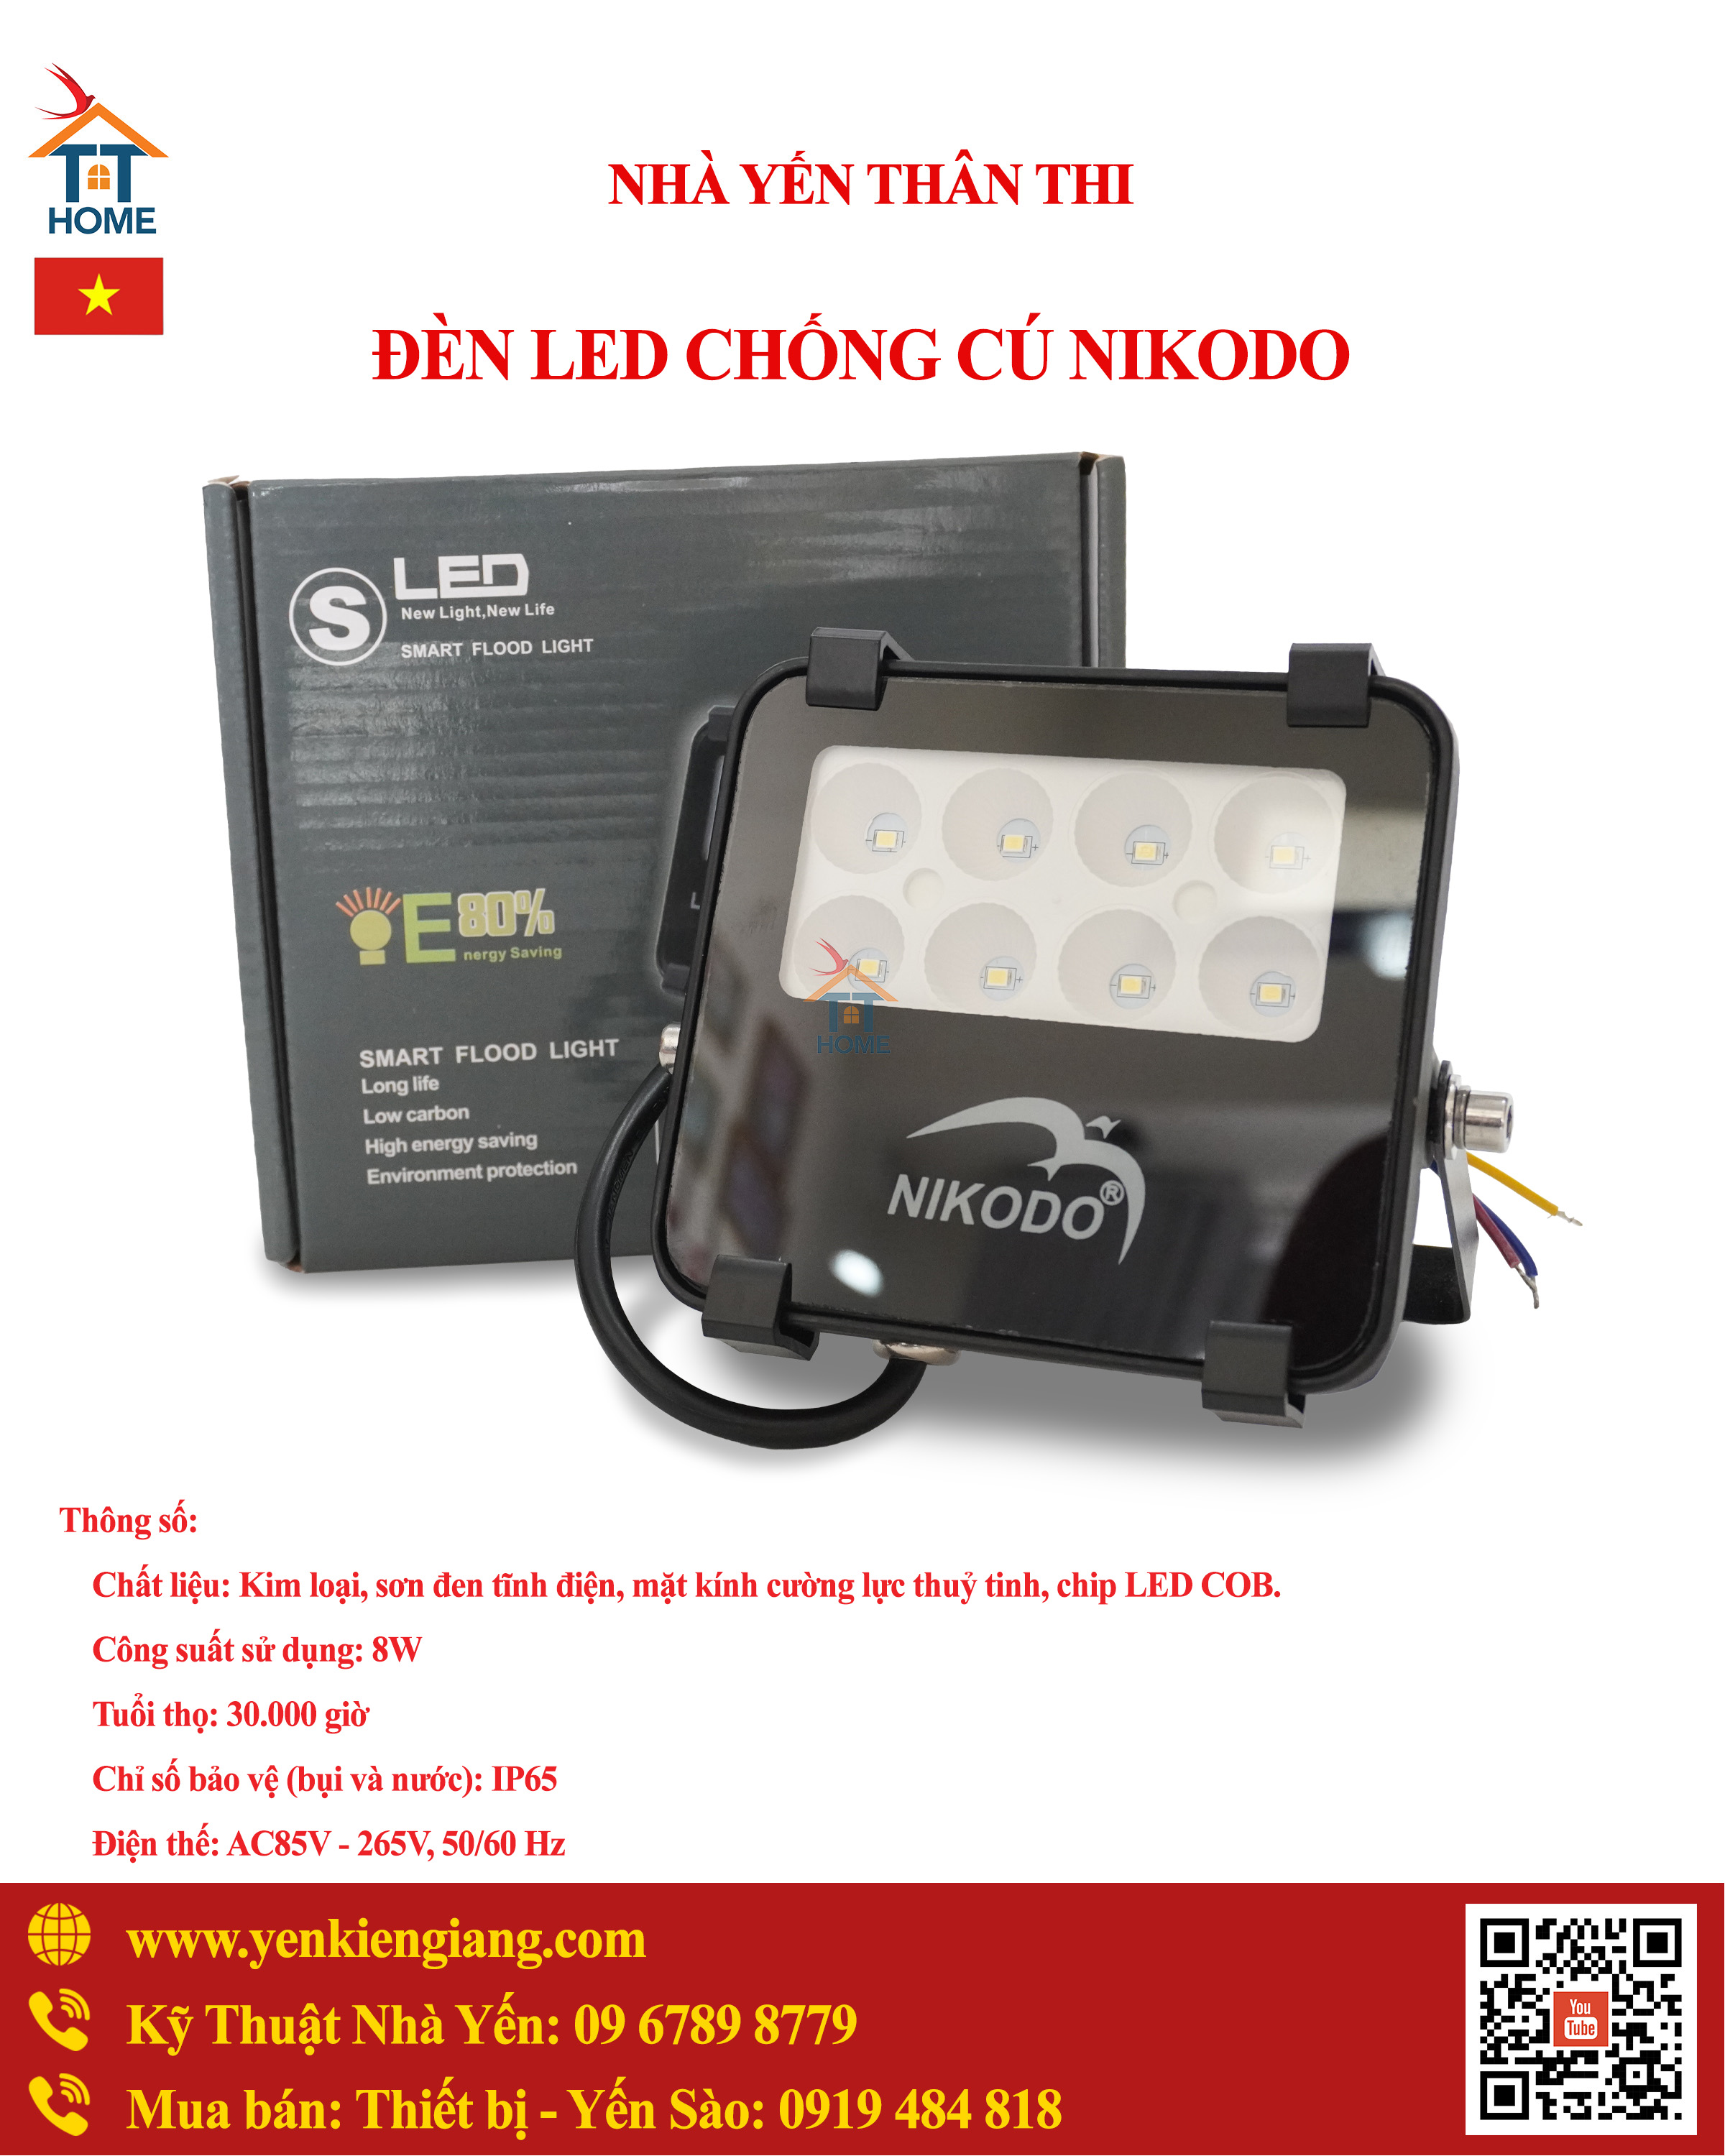 TT
HOME
NHÀ YẾN THÂN THI
ĐÈN LED CHỐNG CÚ NIKODO
S LED
New Light,New Life
SMART FLOOD LIGHT
E80%
nergy Saving
SMART FLOOD LIGHT
Long life
Low carbon
High energy saving
Environment protection
L
TT
HOME
NIKODO®
Thông số:
Chất liệu: Kim loại, sơn đen tĩnh điện, mặt kính cường lực thuỷ tinh, chip LED COB.
Công suất sử dụng: 8W
Tuổi thọ: 30.000 giờ
Chỉ số bảo vệ (bụi và nước): IP65
Điện thế: AC85V - 265V, 50/60 Hz
www.yenkiengiang.com
Kỹ Thuật Nhà Yến: 09 6789 8779
Mua bán: Thiết bị - Yến Sào: 0919 484 818
You
Tube